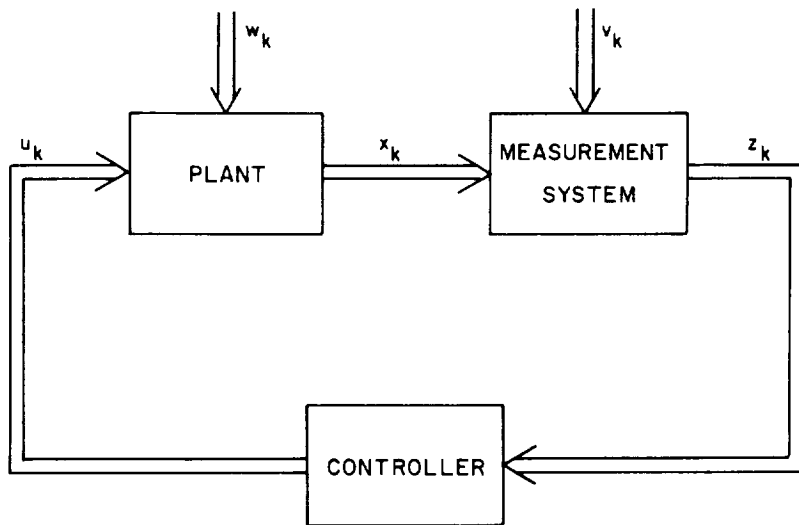 w_k
v_k
u_k
PLANT
x_k
MEASUREMENT
SYSTEM
z_k
CONTROLLER